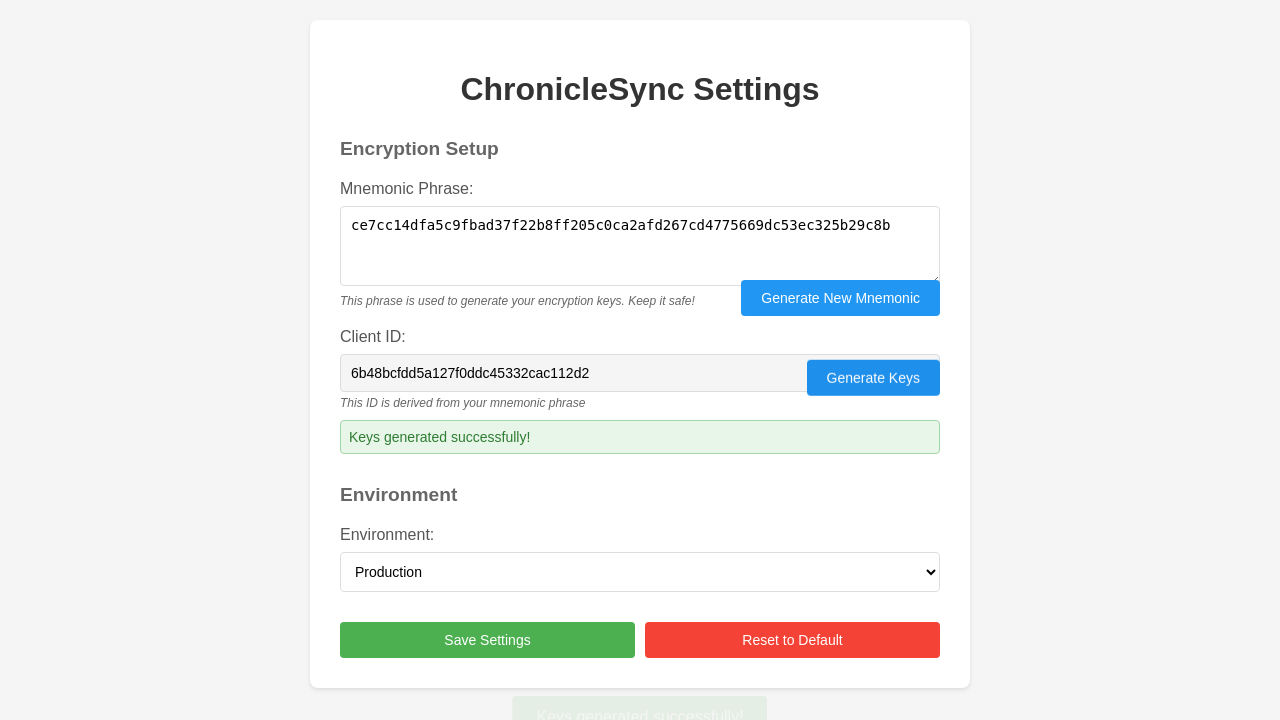 ChronicleSync Settings
Encryption Setup
Mnemonic Phrase:
ce7cc14dfa5c9fbad37f22b8ff205c0ca2afd267cd4775669dc53ec325b29c8b
This phrase is used to generate your encryption keys. Keep it safe!
Generate New Mnemonic
Client ID:
6b48bcfdd5a127f0ddc45332cac112d2
Generate Keys
This ID is derived from your mnemonic phrase
Keys generated successfully!
Environment
Environment:
Production
Save Settings
Reset to Default
Keys generated successfully!